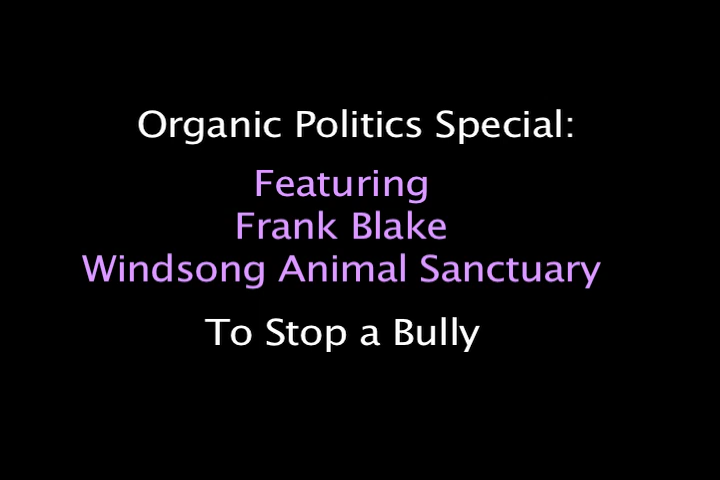 Organic Politics Special:
Featuring
Frank Blake
Windsong Animal Sanctuary
To Stop a Bully